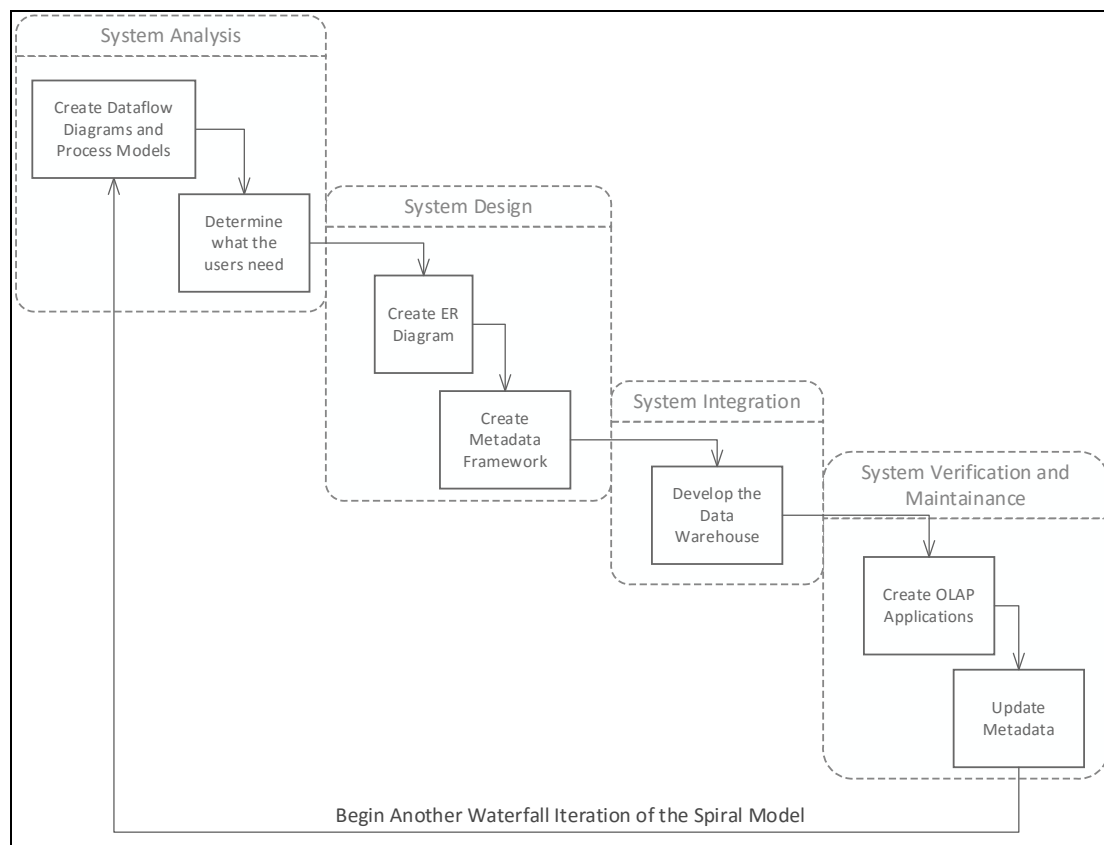 System Analysis
Create Dataflow
Diagrams and
Process Models
Determine
what the
users need
System Design
Create ER
Diagram
Create
Metadata
Framework
System Integration
Develop the
Data
Warehouse
System Verification and
Maintainance
Create OLAP
Applications
Update
Metadata
Begin Another Waterfall Iteration of the Spiral Model